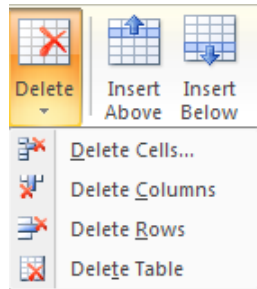 Delete Insert Insert
Above Below
Delete Cells...
Delete Columns
Delete Rows
Delete Table